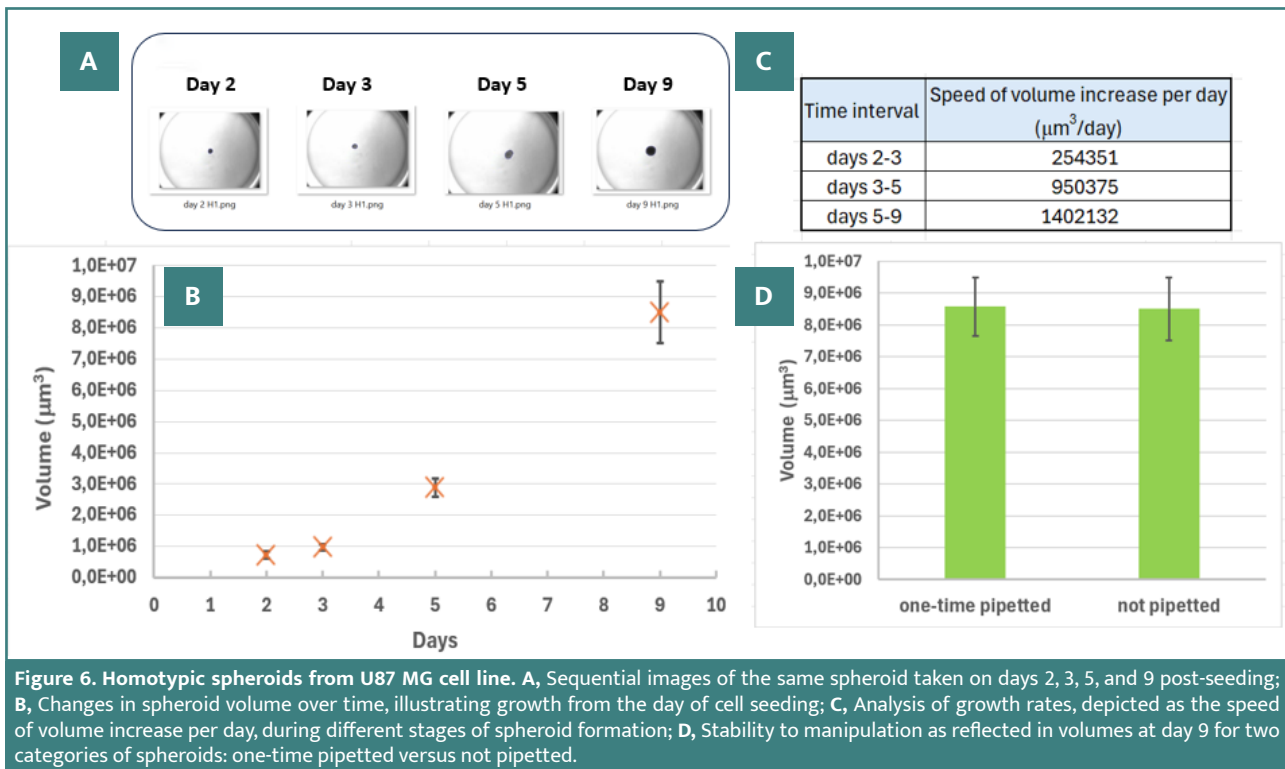 A
Day 2
Day 3
Day 5
Day 9
day 2 H1.png
day 3 H1.png
day 5 H1.png
day 9 H1.png
C
Time interval
Speed of volume increase per day
(μm³/day)
days 2-3
254351
days 3-5
950375
days 5-9
1402132
B
Volume (μm³)
1,0E+07
9,0E+06
8,0E+06
7,0E+06
6,0E+06
5,0E+06
4,0E+06
3,0E+06
2,0E+06
1,0E+06
0,0E+00
0 1 2 3 4 5 6 7 8 9 10
Days
D
Volume (μm³)
1,0E+07
9,0E+06
8,0E+06
7,0E+06
6,0E+06
5,0E+06
4,0E+06
3,0E+06
2,0E+06
1,0E+06
0,0E+00
one-time pipetted
not pipetted
Figure 6. Homotypic spheroids from U87 MG cell line. A, Sequential images of the same spheroid taken on days 2, 3, 5, and 9 post-seeding;
B, Changes in spheroid volume over time, illustrating growth from the day of cell seeding; C, Analysis of growth rates, depicted as the speed
of volume increase per day, during different stages of spheroid formation; D, Stability to manipulation as reflected in volumes at day 9 for two
categories of spheroids: one-time pipetted versus not pipetted.